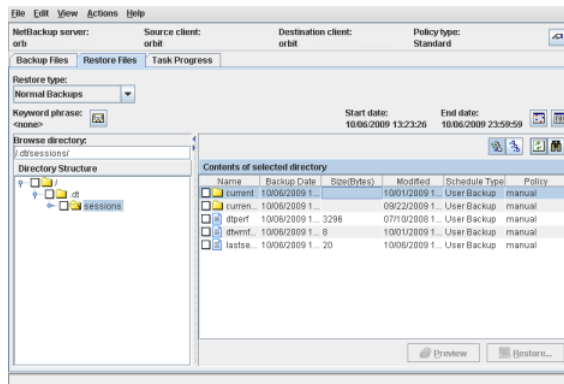 File Edit View Actions Help
NetBackup server: Source client: Destination client: Policy type:
orb orbit orbit Standard
Backup Files Restore Files Task Progress
Restore type:
Normal Backups
Keyword phrase: Start date: End date:
<none> 10/06/2009 13:23:26 10/06/2009 23:59:59
Browse directory:
/.dt/sessions/
Directory Structure Contents of selected directory
Name Backup Date Size(Bytes) Modified Schedule Type Policy
/ current 10/06/2009 1... 10/01/2009 1... User Backup manual
.dt curren... 10/06/2009 1... 09/22/2009 1... User Backup manual
sessions dtperf 10/06/2009 1... 3296 07/10/2008 1... User Backup manual
dtwmf... 10/06/2009 1... 8 10/01/2009 1... User Backup manual
lastse... 10/06/2009 1... 20 10/06/2009 1... User Backup manual
Preview Restore...